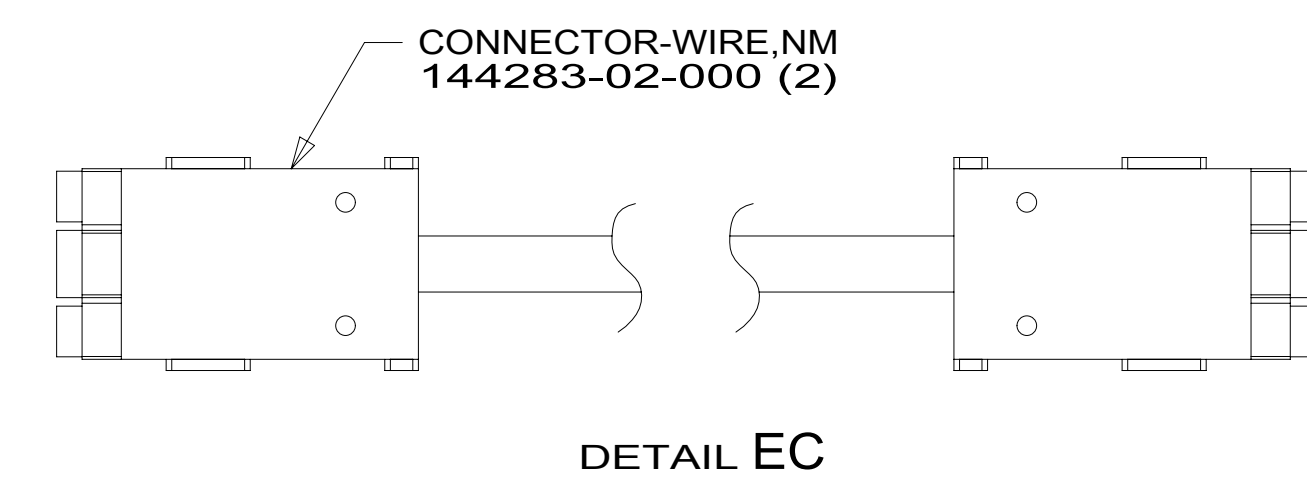 CONNECTOR-WIRE,NM
144283-02-000 (2)
DETAIL EC